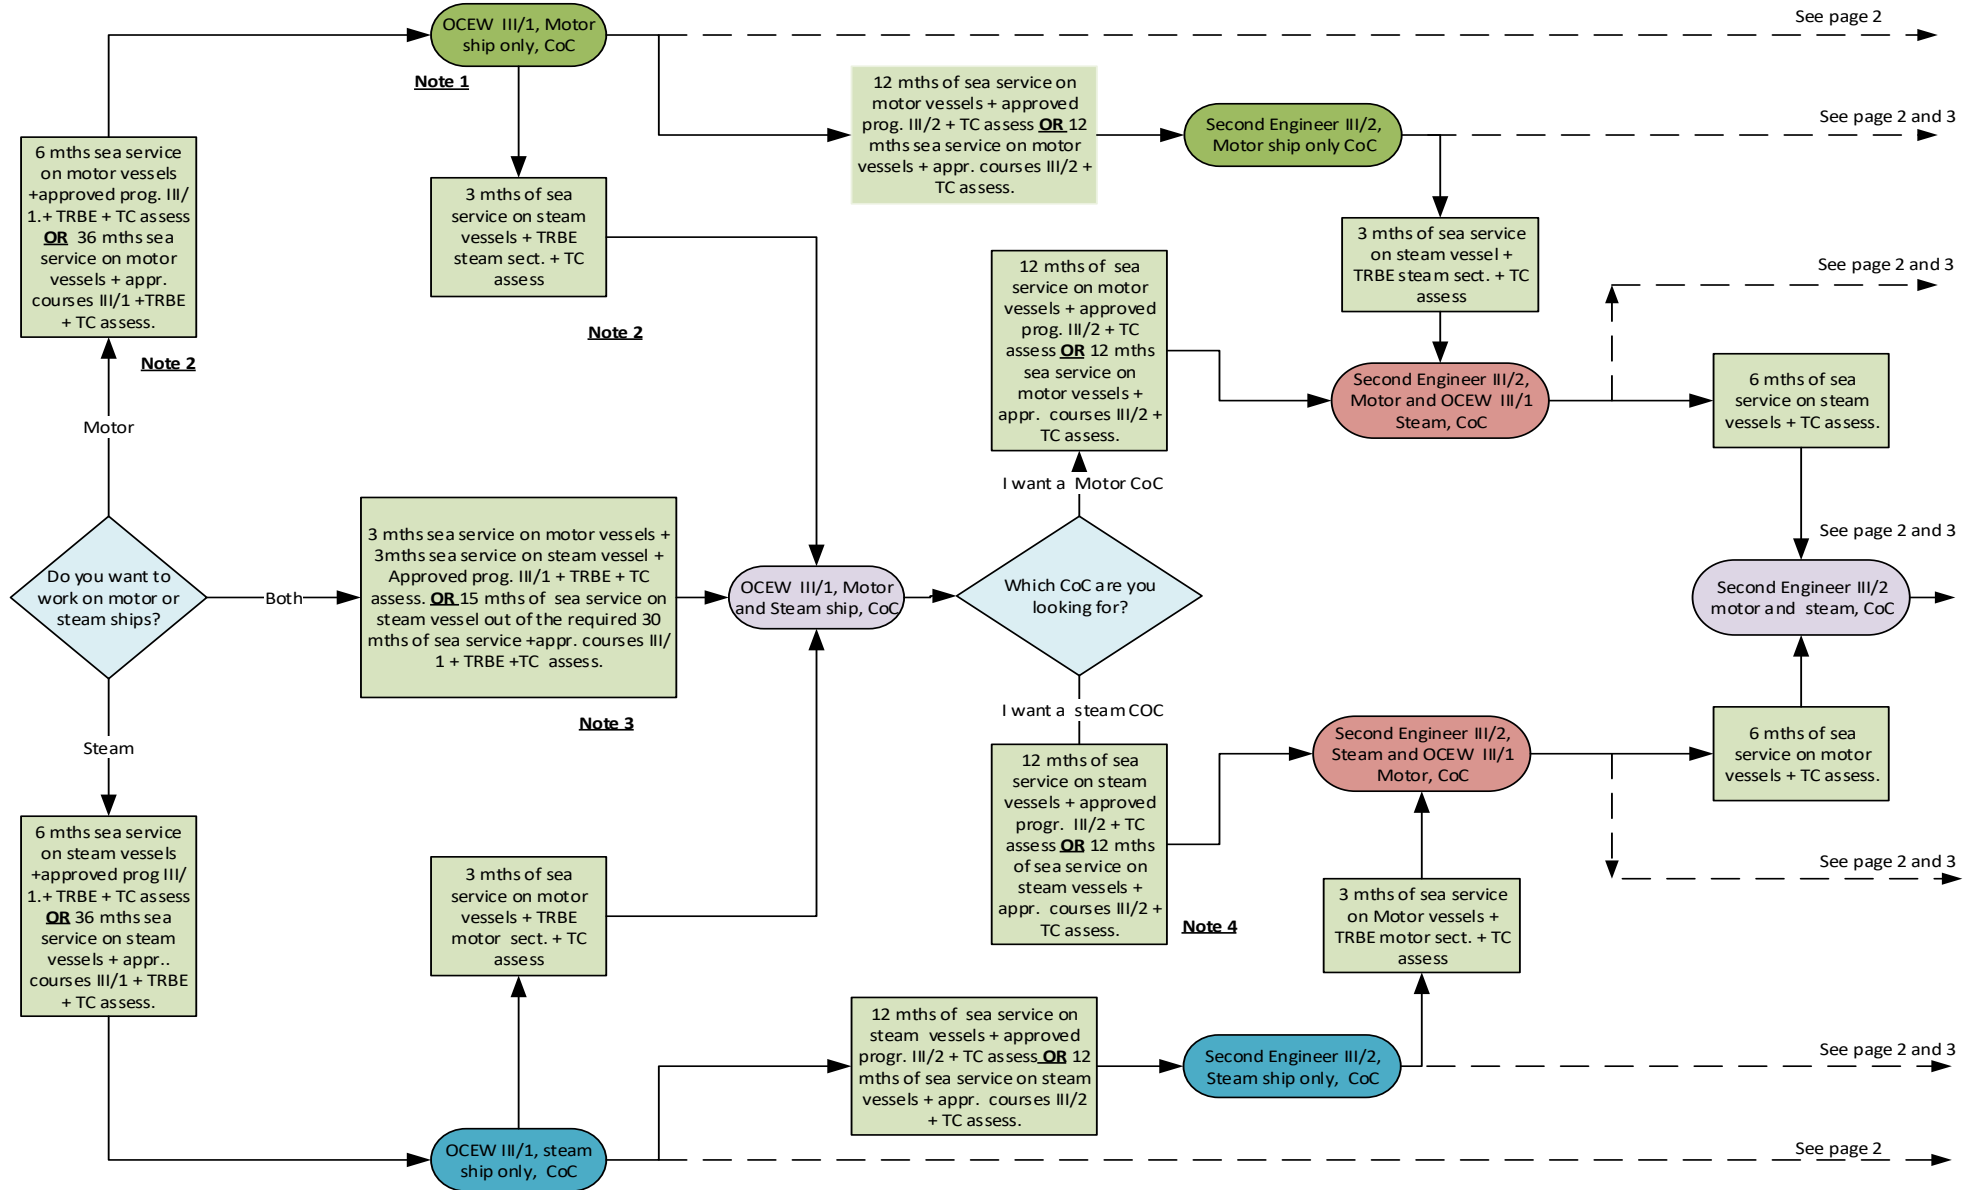 OCEW III/1, Motor
ship only, CoC
See page 2
Note 1
12 mths of sea service on
motor vessels + approved
prog. III/2 + TC assess OR 12
mths sea service on motor
vessels + appr. courses III/2 +
TC assess.
Second Engineer III/2,
Motor ship only CoC
See page 2 and 3
6 mths sea service
on motor vessels
+approved prog. III/
1.+ TRBE + TC assess
OR 36 mths sea
service on motor
vessels + appr.
courses III/1 +TRBE
+ TC assess.
Note 2
3 mths of sea
service on steam
vessels + TRBE
steam sect. + TC
assess
Note 2
3 mths of sea service
on steam vessel +
TRBE steam sect. + TC
assess
See page 2 and 3
12 mths of sea
service on motor
vessels + approved
prog. III/2 + TC
assess OR 12 mths
sea service on
motor vessels +
appr. courses III/2 +
TC assess.
Second Engineer III/2,
Motor and OCEW III/1
Steam, CoC
6 mths of sea
service on steam
vessels + TC assess.
Motor
I want a Motor CoC
See page 2 and 3
Do you want to
work on motor or
steam ships?
Both
3 mths sea service on motor vessels +
3mths sea service on steam vessel +
Approved prog. III/1 + TRBE + TC
assess. OR 15 mths of sea service on
steam vessel out of the required 30
mths of sea service +appr. courses III/
1 + TRBE +TC assess.
Note 3
OCEW III/1, Motor
and Steam ship, CoC
Which CoC are you
looking for?
Second Engineer III/2
motor and steam, CoC
I want a steam COC
Steam
12 mths of sea
service on steam
vessels + approved
progr. III/2 + TC
assess OR 12 mths
of sea service on
steam vessels +
appr. courses III/2 +
TC assess.
Note 4
Second Engineer III/2,
Steam and OCEW III/1
Motor, CoC
6 mths of sea
service on motor
vessels + TC assess.
See page 2 and 3
6 mths sea service
on steam vessels
+approved prog III/
1.+ TRBE + TC assess
OR 36 mths sea
service on steam
vessels + appr..
courses III/1 + TRBE
+ TC assess.
3 mths of sea
service on motor
vessels + TRBE
motor sect. + TC
assess
3 mths of sea service
on Motor vessels +
TRBE motor sect. + TC
assess
12 mths of sea service on
steam vessels + approved
progr. III/2 + TC assess OR 12
mths of sea service on steam
vessels + appr. courses III/2
+ TC assess.
Second Engineer III/2,
Steam ship only, CoC
See page 2 and 3
OCEW III/1, steam
ship only, CoC
See page 2